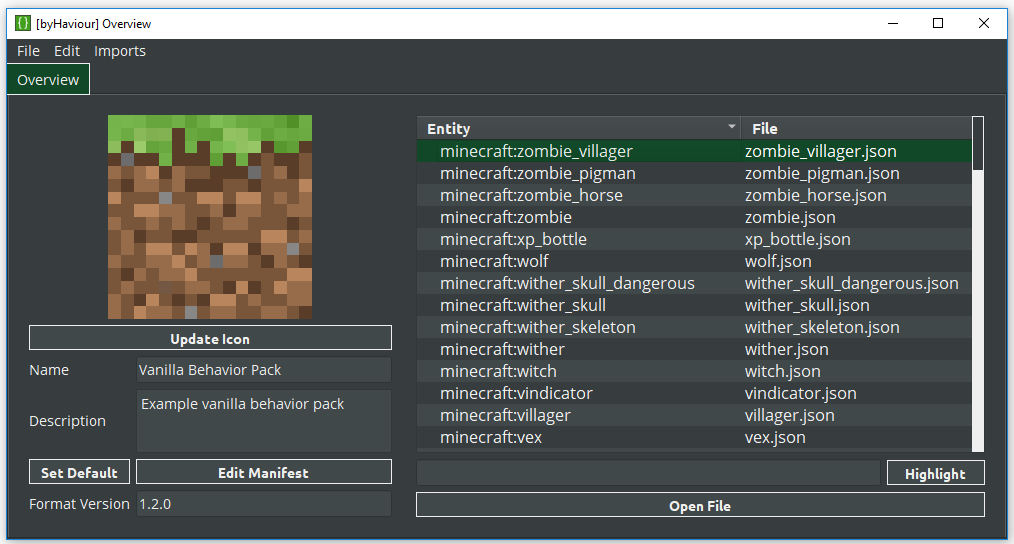 [byHaviour] Overview
File Edit Imports
Overview
Update Icon
Name Vanilla Behavior Pack
Description Example vanilla behavior pack
Set Default Edit Manifest
Format Version 1.2.0
Entity File
minecraft:zombie_villager zombie_villager.json
minecraft:zombie_pigman zombie_pigman.json
minecraft:zombie_horse zombie_horse.json
minecraft:zombie zombie.json
minecraft:xp_bottle xp_bottle.json
minecraft:wolf wolf.json
minecraft:wither_skull_dangerous wither_skull_dangerous.json
minecraft:wither_skull wither_skull.json
minecraft:wither_skeleton wither_skeleton.json
minecraft:wither wither.json
minecraft:witch witch.json
minecraft:vindicator vindicator.json
minecraft:villager villager.json
minecraft:vex vex.json
Highlight
Open File